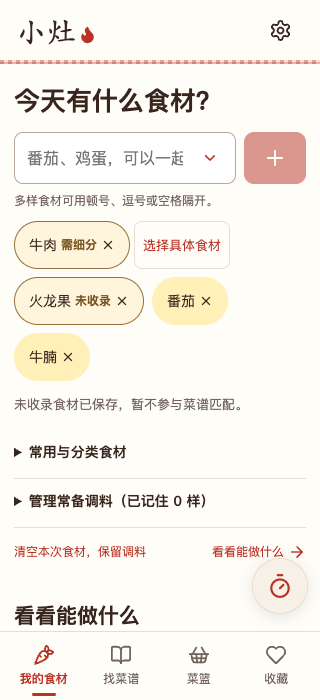 小灶
今天有什么食材?
番茄、鸡蛋，可以一起
多样食材可用顿号、逗号或空格隔开。
牛肉 需细分 × 选择具体食材
火龙果 未收录 × 番茄 ×
牛腩 ×
未收录食材已保存，暂不参与菜谱匹配。
▶ 常用与分类食材
▶ 管理常备调料（已记住 0 样）
清空本次食材，保留调料 看看能做什么 →
看看能做什么
我的食材 找菜谱 菜篮 收藏